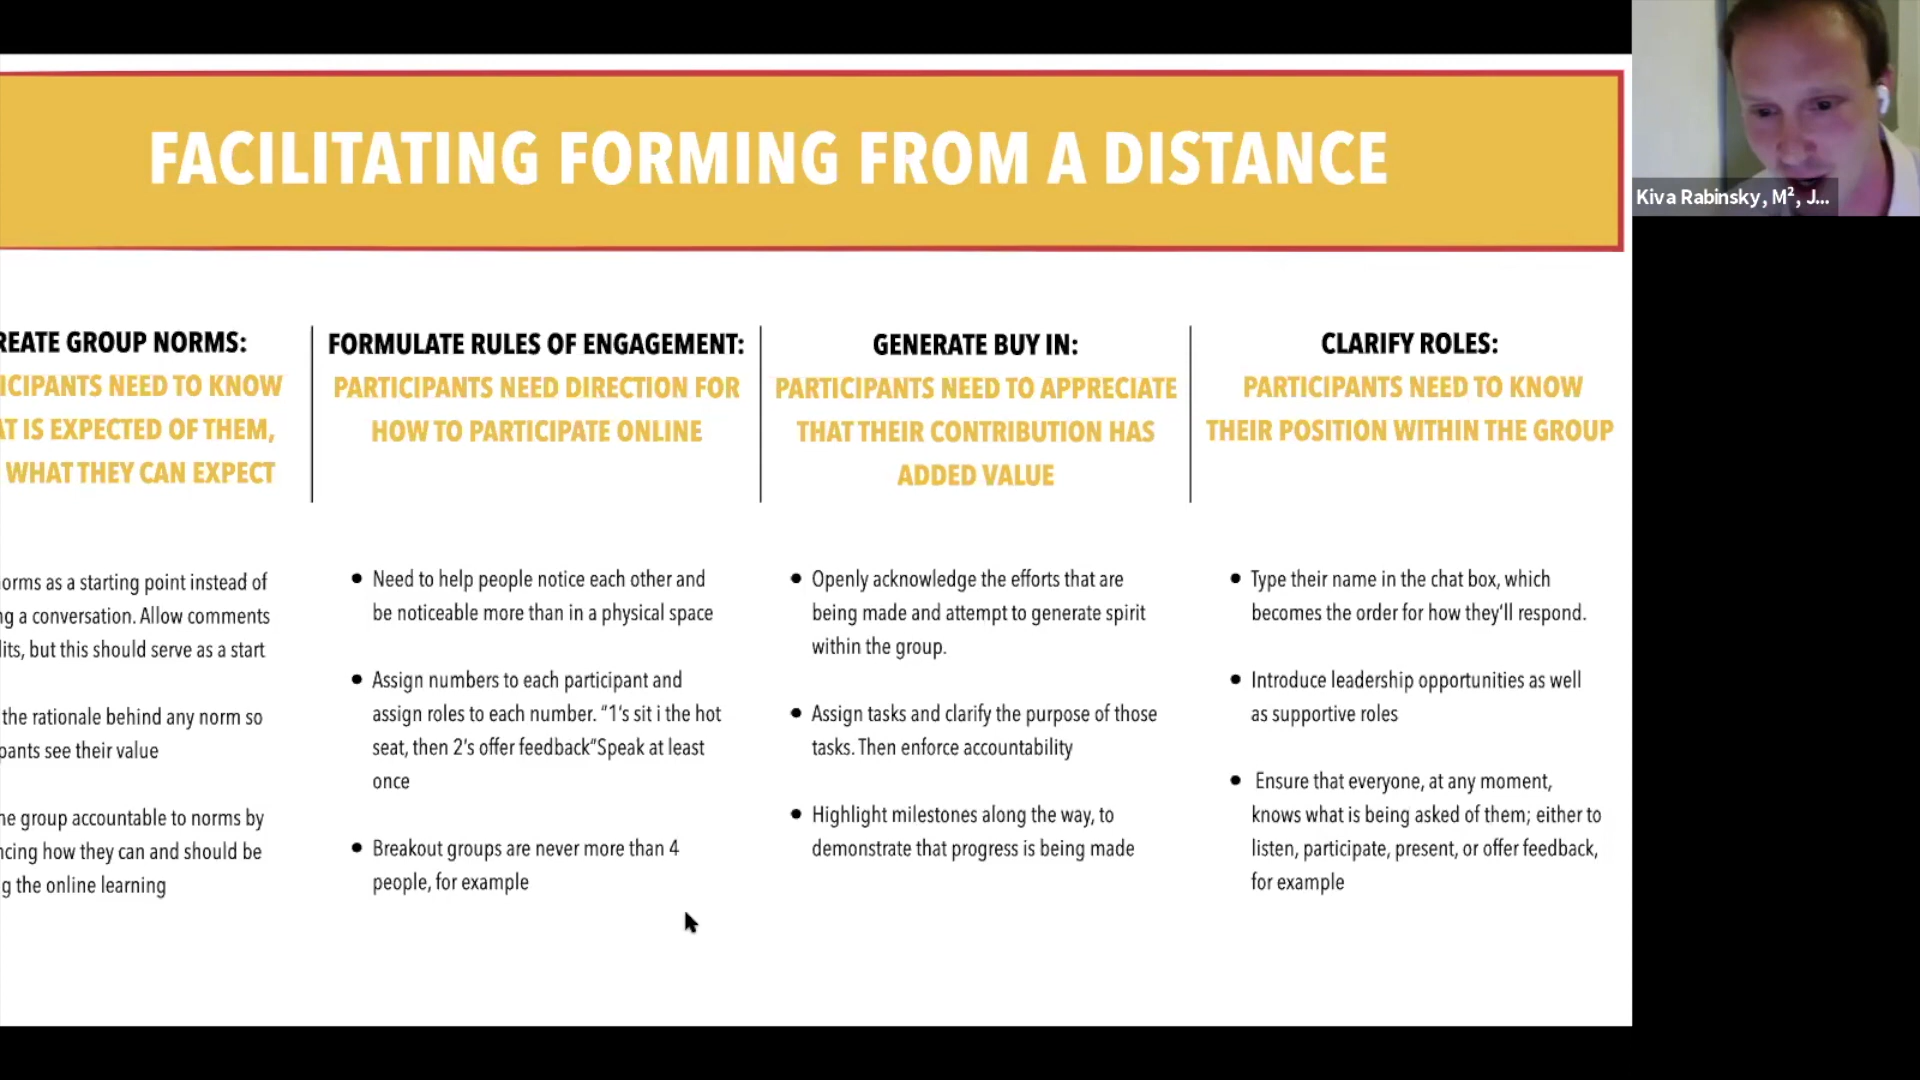 FACILITATING FORMING FROM A DISTANCE
Kiva Rabinsky, M², J...
REATE GROUP NORMS:
ICIPANTS NEED TO KNOW
AT IS EXPECTED OF THEM,
WHAT THEY CAN EXPECT
orms as a starting point instead of
ng a conversation. Allow comments
dits, but this should serve as a start
the rationale behind any norm so
pants see their value
he group accountable to norms by
ncing how they can and should be
g the online learning
FORMULATE RULES OF ENGAGEMENT:
PARTICIPANTS NEED DIRECTION FOR
HOW TO PARTICIPATE ONLINE
• Need to help people notice each other and
be noticeable more than in a physical space
• Assign numbers to each participant and
assign roles to each number. “1’s sit i the hot
seat, then 2’s offer feedback”Speak at least
once
• Breakout groups are never more than 4
people, for example
GENERATE BUY IN:
PARTICIPANTS NEED TO APPRECIATE
THAT THEIR CONTRIBUTION HAS
ADDED VALUE
• Openly acknowledge the efforts that are
being made and attempt to generate spirit
within the group.
• Assign tasks and clarify the purpose of those
tasks. Then enforce accountability
• Highlight milestones along the way, to
demonstrate that progress is being made
CLARIFY ROLES:
PARTICIPANTS NEED TO KNOW
THEIR POSITION WITHIN THE GROUP
• Type their name in the chat box, which
becomes the order for how they’ll respond.
• Introduce leadership opportunities as well
as supportive roles
• Ensure that everyone, at any moment,
knows what is being asked of them; either to
listen, participate, present, or offer feedback,
for example